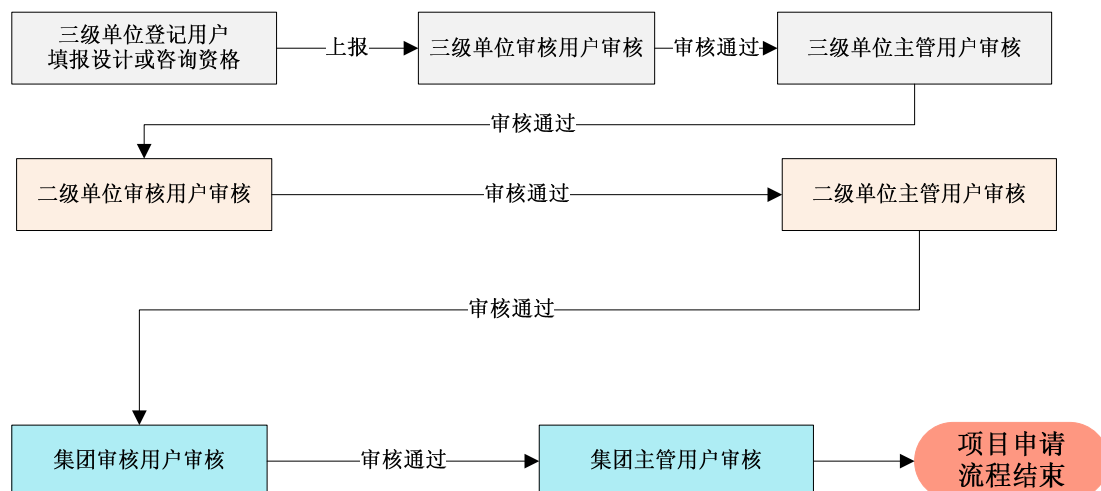 三级单位登记用户
填报设计或咨询资格
上报
三级单位审核用户审核
审核通过
三级单位主管用户审核
审核通过
二级单位审核用户审核
审核通过
二级单位主管用户审核
审核通过
集团审核用户审核
审核通过
集团主管用户审核
项目申请
流程结束